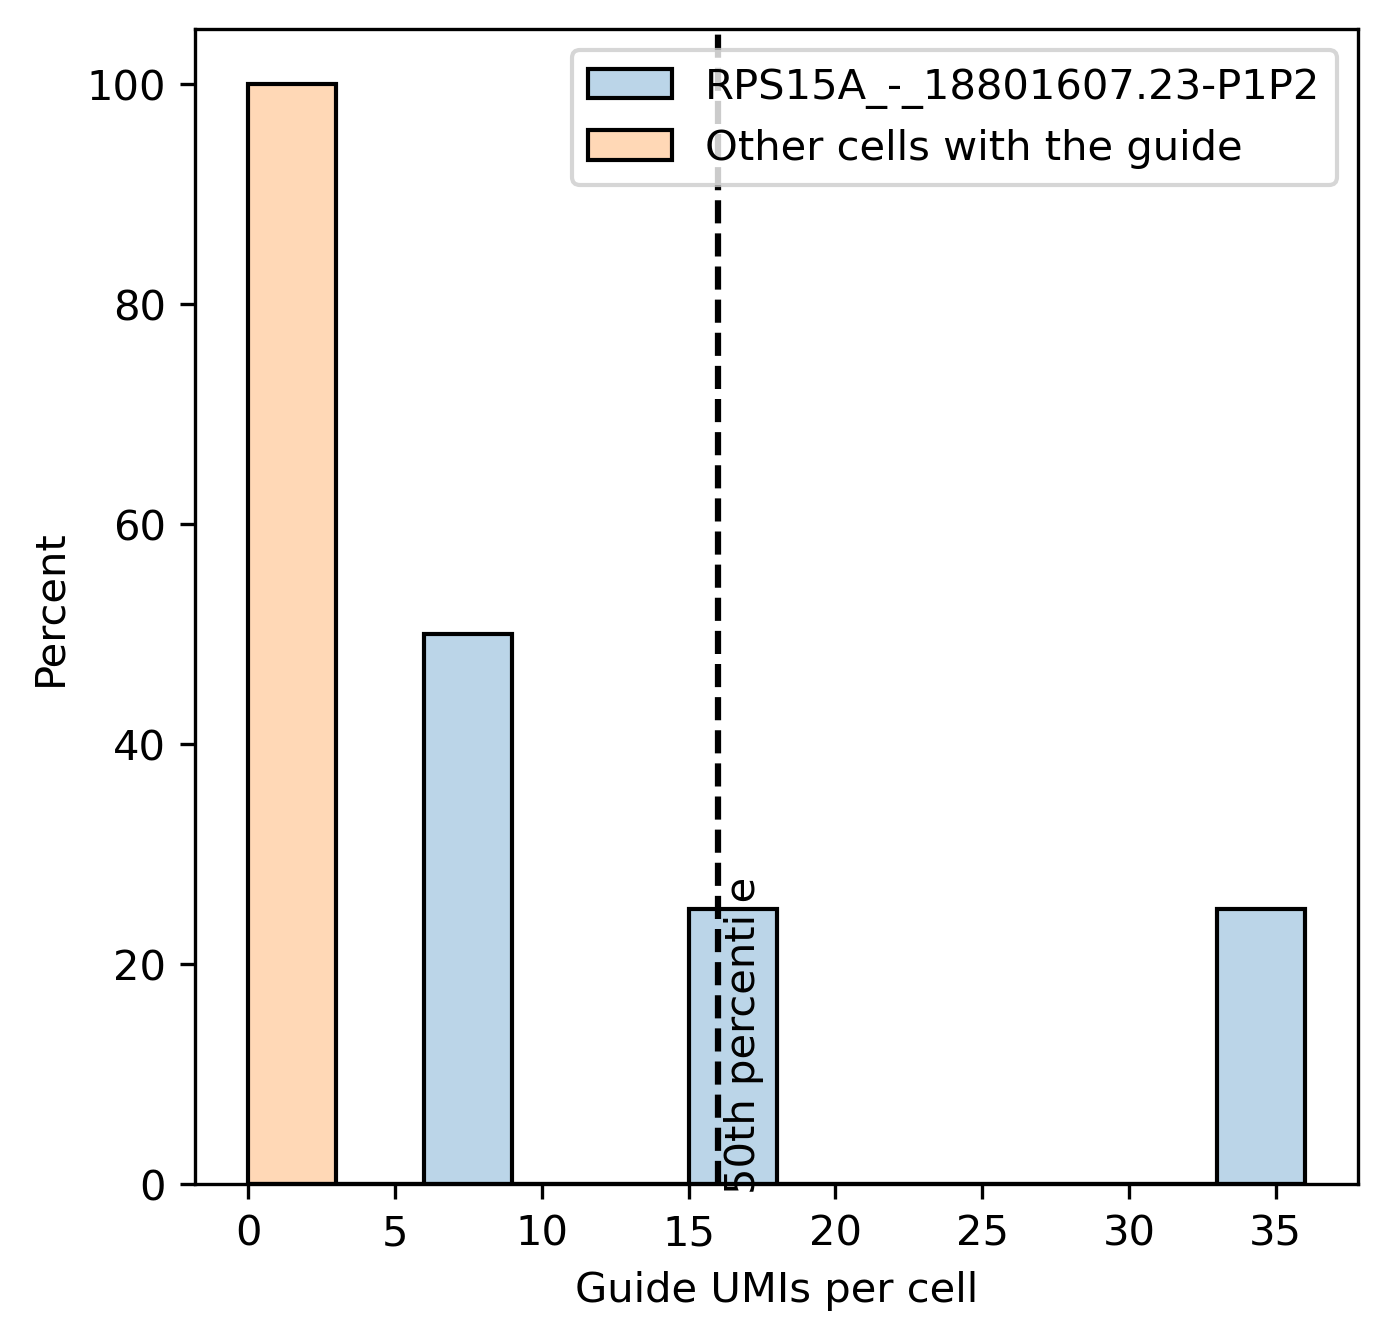 RPS15A_-_18801607.23-P1P2
Other cells with the guide
100
80
60
40
20
0
Percent
50th percentile
0 5 10 15 20 25 30 35
Guide UMIs per cell